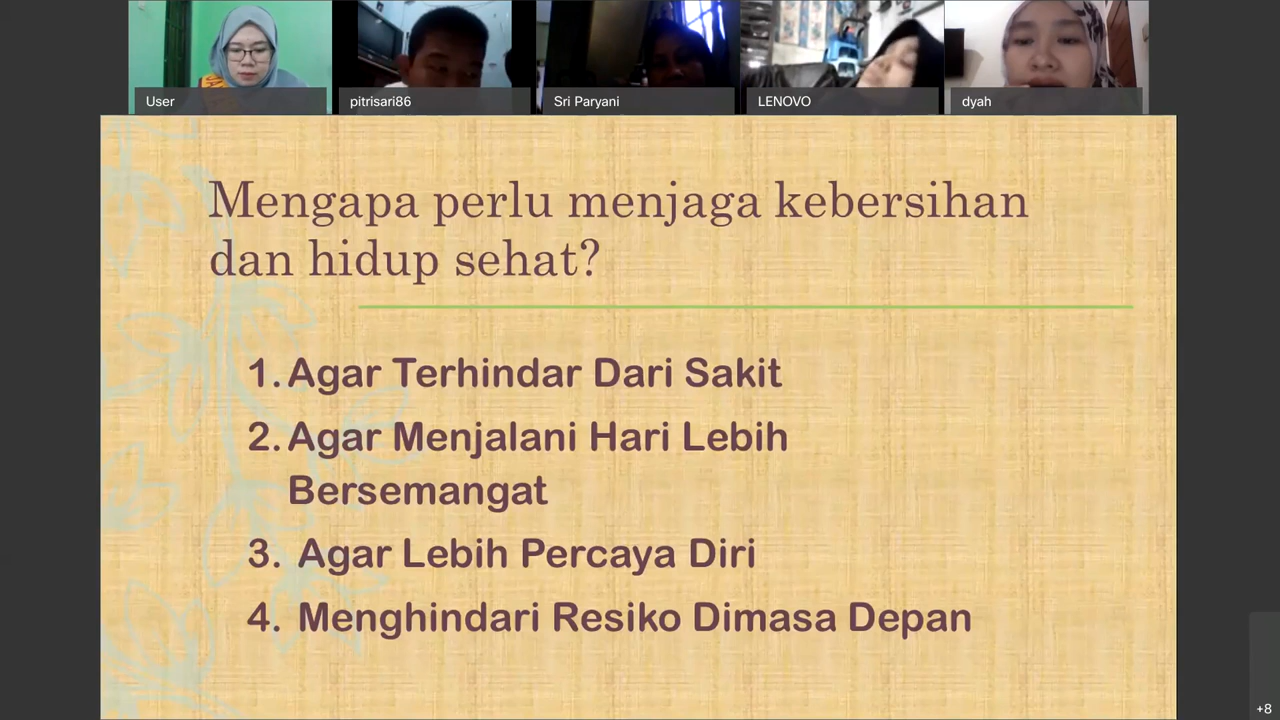 User
pitrisari86
Sri Paryani
LENOVO
dyah
Mengapa perlu menjaga kebersihan
dan hidup sehat?
1. Agar Terhindar Dari Sakit
2. Agar Menjalani Hari Lebih
Bersemangat
3. Agar Lebih Percaya Diri
4. Menghindari Resiko Dimasa Depan
+8